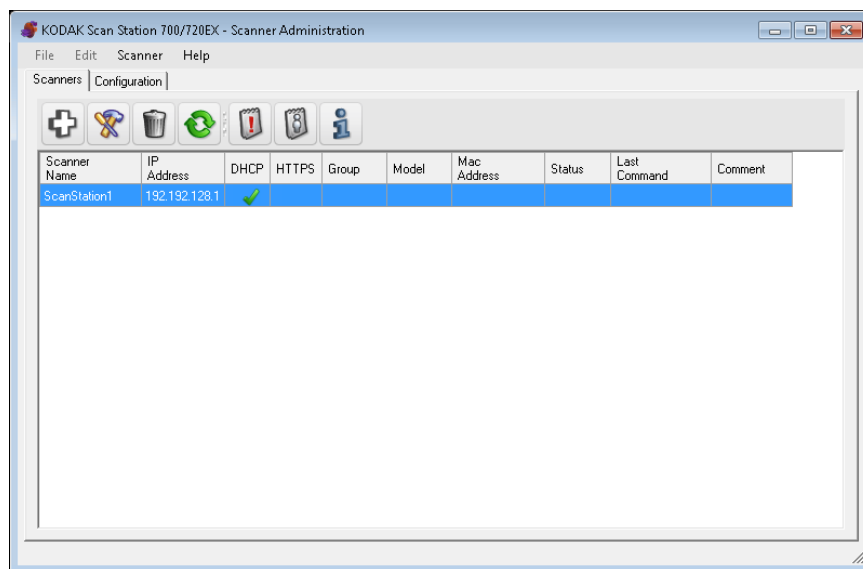 KODAK Scan Station 700/720EX - Scanner Administration
File Edit Scanner Help
Scanners Configuration
Scanner Name IP Address DHCP HTTPS Group Model Mac Address Status Last Command Comment
ScanStation1 192.192.128.1